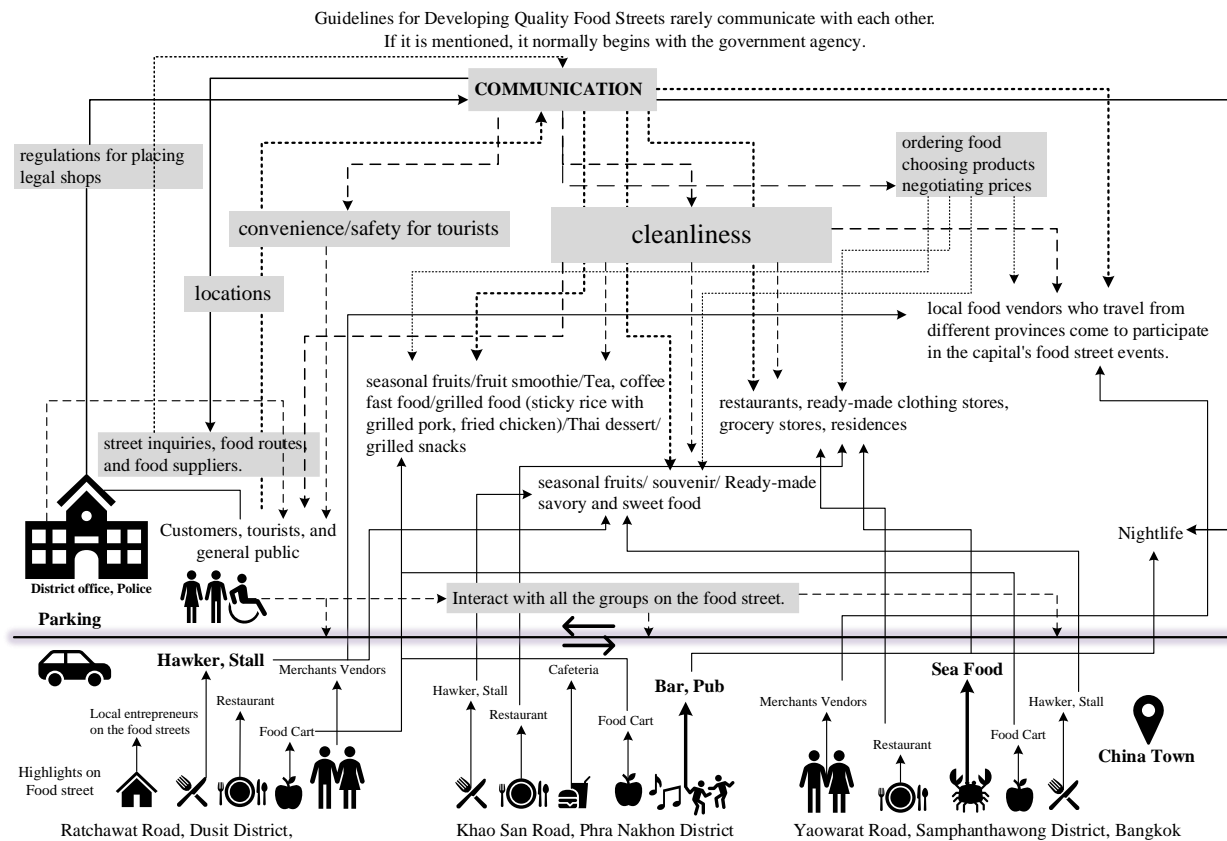 Guidelines for Developing Quality Food Streets rarely communicate with each other.
If it is mentioned, it normally begins with the government agency.
COMMUNICATION
regulations for placing
legal shops
ordering food
choosing products
negotiating prices
convenience/safety for tourists
cleanliness
locations
local food vendors who travel from
different provinces come to participate
in the capital's food street events.
seasonal fruits/fruit smoothie/Tea, coffee
fast food/grilled food (sticky rice with
grilled pork, fried chicken)/Thai dessert/
grilled snacks
restaurants, ready-made clothing stores,
grocery stores, residences
street inquiries, food routes,
and food suppliers.
seasonal fruits/ souvenir/ Ready-made
savory and sweet food
Customers, tourists, and
general public
Nightlife
District office, Police
Interact with all the groups on the food street.
Parking
Hawker, Stall
Merchants Vendors
Cafeteria
Hawker, Stall
Bar, Pub
Sea Food
Merchants Vendors
Hawker, Stall
Local entrepreneurs
on the food streets
Restaurant
Food Cart
Restaurant
Food Cart
Restaurant
Food Cart
China Town
Highlights on
Food street
Ratchawat Road, Dusit District,
Khao San Road, Phra Nakhon District
Yaowarat Road, Samphanthawong District, Bangkok